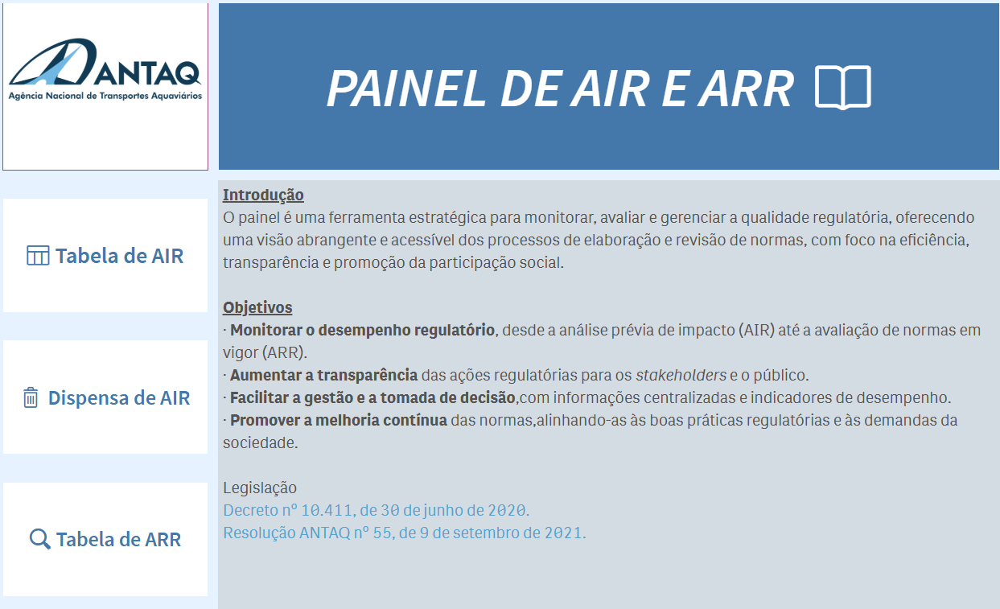 ANTAQ
Agência Nacional de Transportes Aquaviários
PAINEL DE AIR E ARR
Tabela de AIR
Dispensa de AIR
Tabela de ARR
Introdução
O painel é uma ferramenta estratégica para monitorar, avaliar e gerenciar a qualidade regulatória, oferecendo
uma visão abrangente e acessível dos processos de elaboração e revisão de normas, com foco na eficiência,
transparência e promoção da participação social.
Objetivos
· Monitorar o desempenho regulatório, desde a análise prévia de impacto (AIR) até a avaliação de normas em
vigor (ARR).
· Aumentar a transparência das ações regulatórias para os stakeholders e o público.
· Facilitar a gestão e a tomada de decisão,com informações centralizadas e indicadores de desempenho.
· Promover a melhoria contínua das normas,alinhando-as às boas práticas regulatórias e às demandas da
sociedade.
Legislação
Decreto nº 10.411, de 30 de junho de 2020.
Resolução ANTAQ nº 55, de 9 de setembro de 2021.